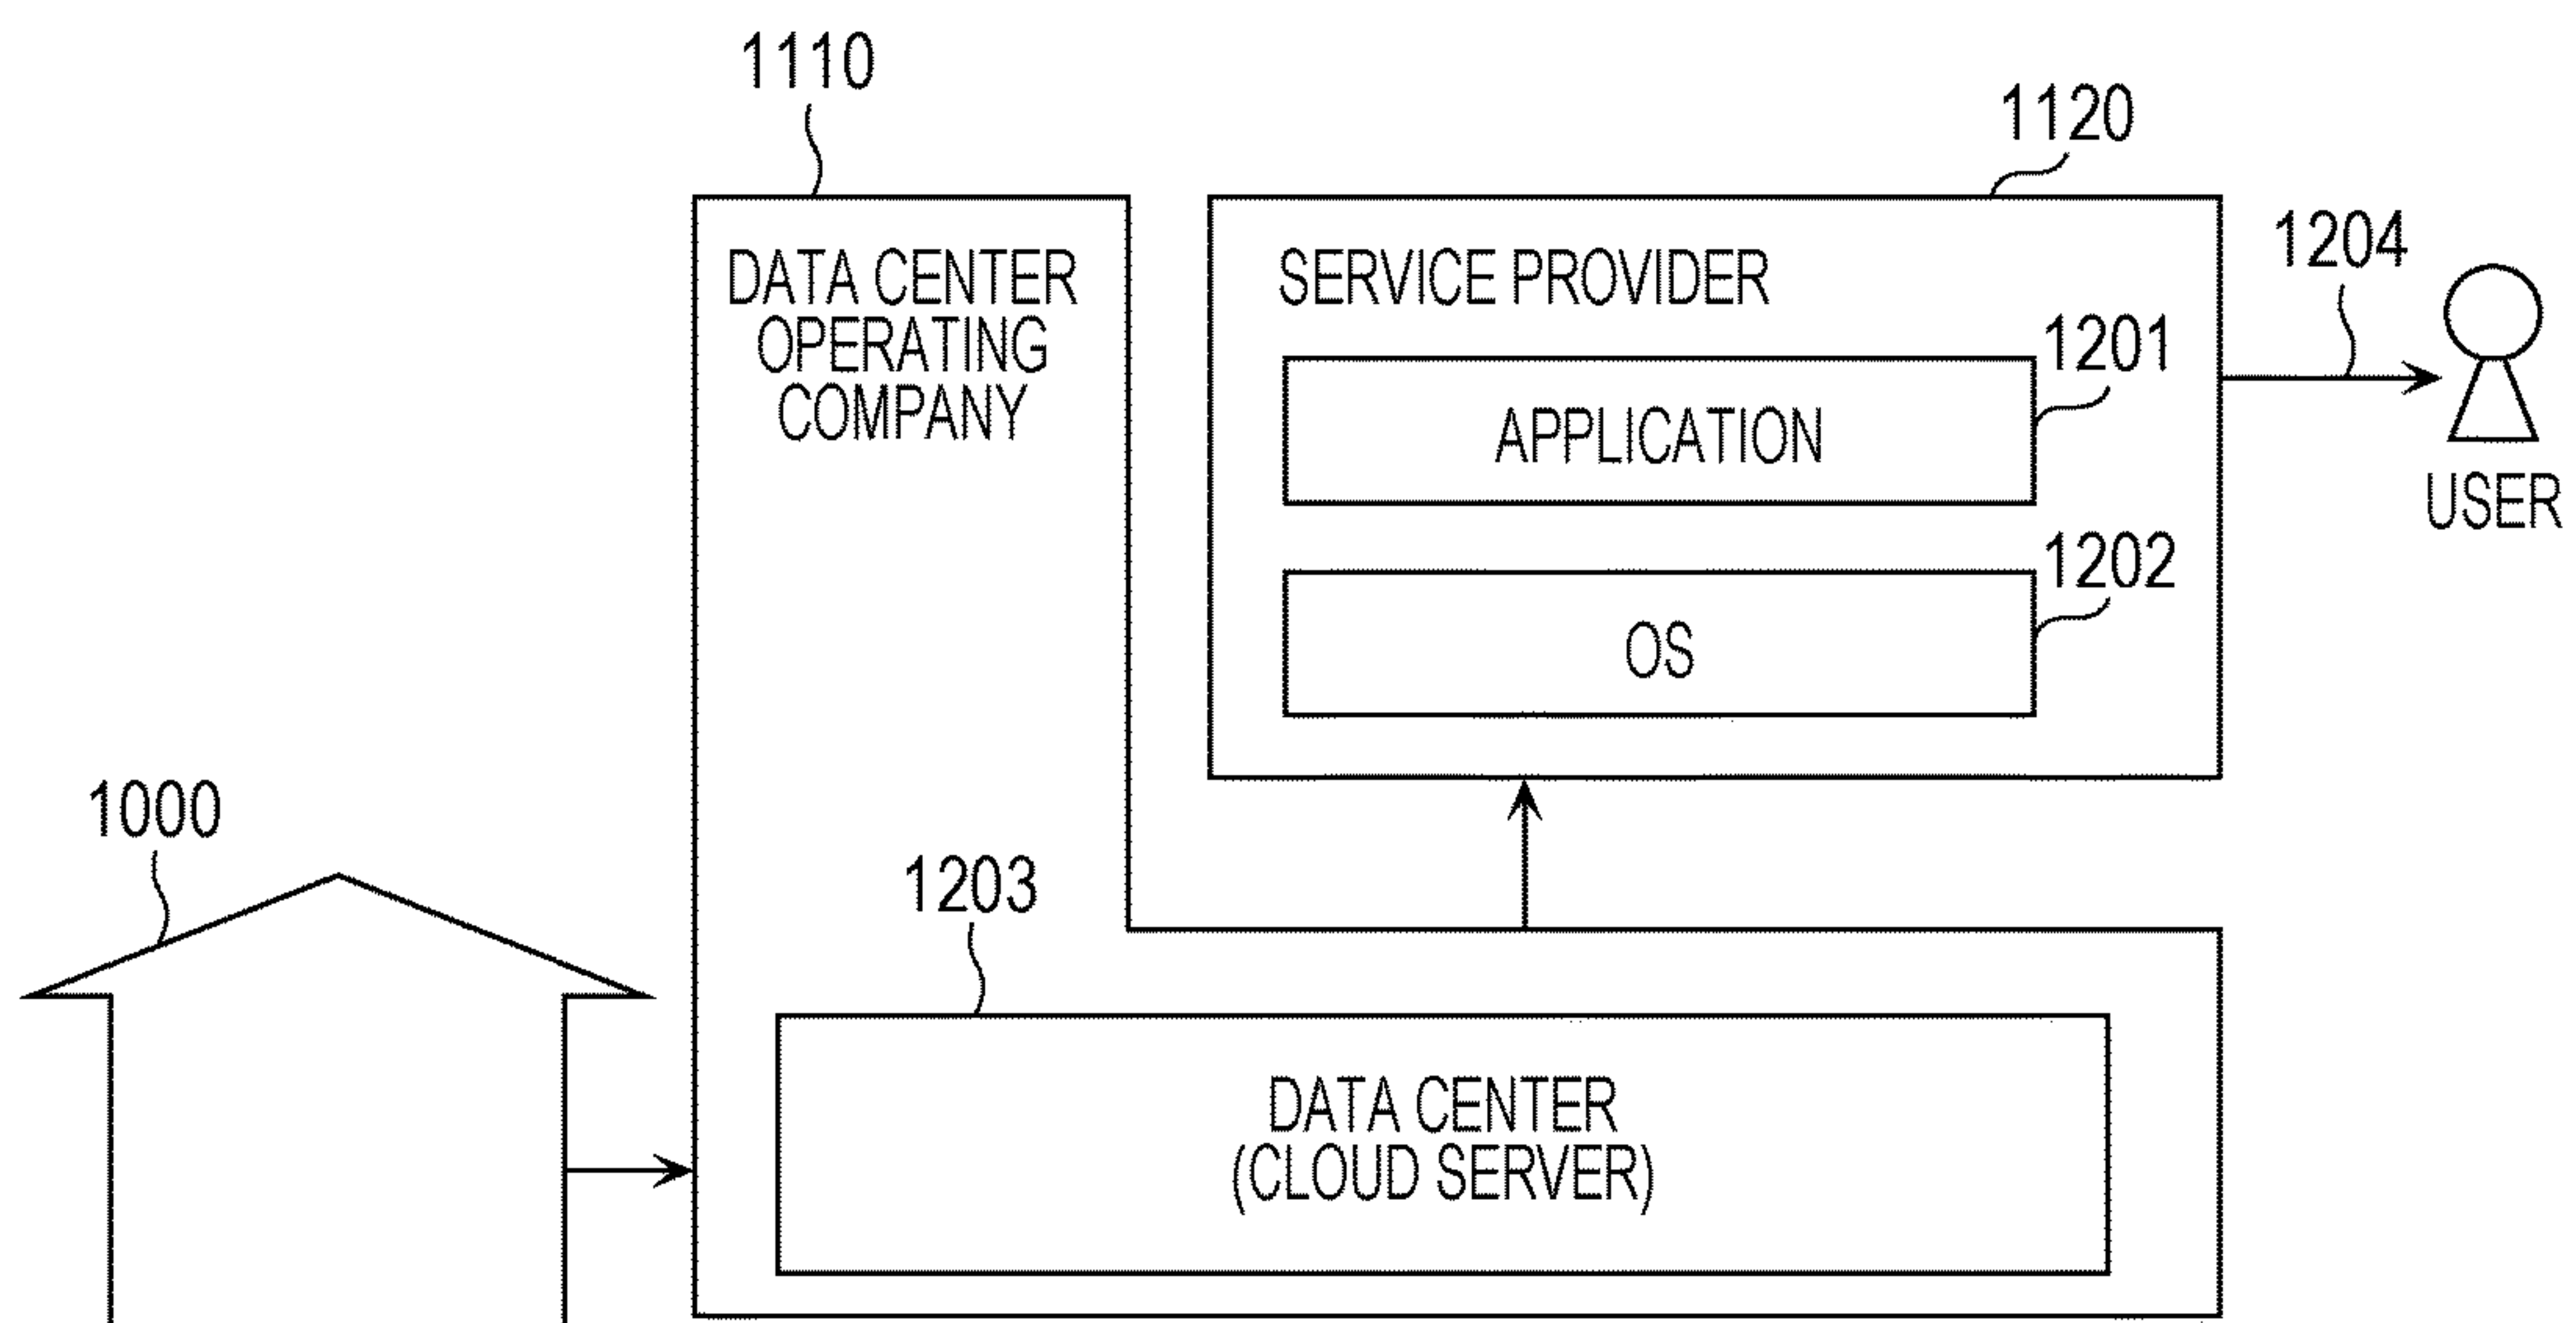 1110
1120
DATA CENTER
OPERATING
COMPANY
SERVICE PROVIDER
1204
1201
APPLICATION
USER
1202
OS
1000
1203
DATA CENTER
(CLOUD SERVER)